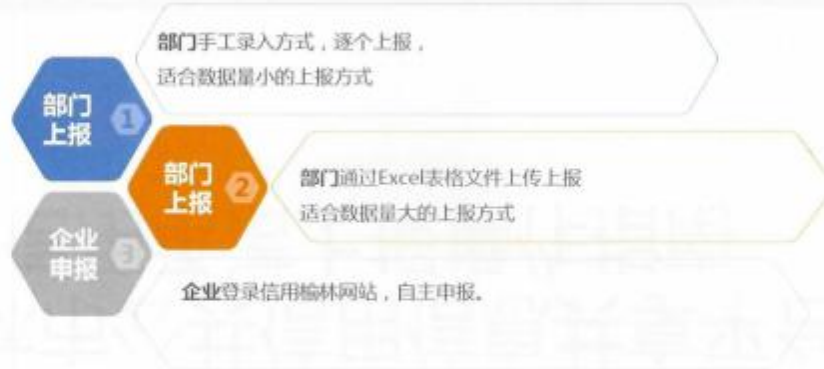 部门手工录入方式，逐个上报，
适合数据量小的上报方式
部门
上报
1
部门
上报
2
部门通过Excel表格文件上传上报
适合数据量大的上报方式
企业
申报
3
企业登录信用榆林网站，自主申报。